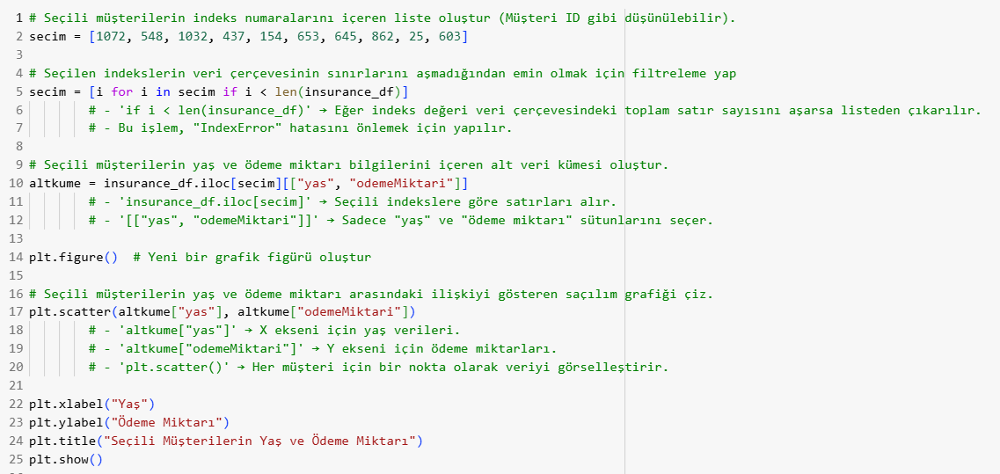 1 # Seçili müşterilerin indeks numaralarını içeren liste oluştur (Müşteri ID gibi düşünülebilir).
2 secim = [1072, 548, 1032, 437, 154, 653, 645, 862, 25, 603]
3
4 # Seçilen indekslerin veri çerçevesinin sınırlarını aşmadığından emin olmak için filtreleme yap
5 secim = [i for i in secim if i < len(insurance_df)]
6         # - 'if i < len(insurance_df)' → Eğer indeks değeri veri çerçevesindeki toplam satır sayısını aşarsa listeden çıkarılır.
7         # - Bu işlem, "IndexError" hatasını önlemek için yapılır.
8
9 # Seçili müşterilerin yaş ve ödeme miktarı bilgilerini içeren alt veri kümesi oluştur.
10 altkume = insurance_df.iloc[secim][["yas", "odemeMiktari"]]
11         # - 'insurance_df.iloc[secim]' → Seçili indekslere göre satırları alır.
12         # - '[["yas", "odemeMiktari"]]' → Sadece "yaş" ve "ödeme miktarı" sütunlarını seçer.
13
14 plt.figure()  # Yeni bir grafik figürü oluştur
15
16 # Seçili müşterilerin yaş ve ödeme miktarı arasındaki ilişkiyi gösteren saçılım grafiği çiz.
17 plt.scatter(altkume["yas"], altkume["odemeMiktari"])
18         # - 'altkume["yas"]' → X ekseni için yaş verileri.
19         # - 'altkume["odemeMiktari"]' → Y ekseni için ödeme miktarları.
20         # - 'plt.scatter()' → Her müşteri için bir nokta olarak veriyi görselleştirir.
21
22 plt.xlabel("Yaş")
23 plt.ylabel("Ödeme Miktarı")
24 plt.title("Seçili Müşterilerin Yaş ve Ödeme Miktarı")
25 plt.show()